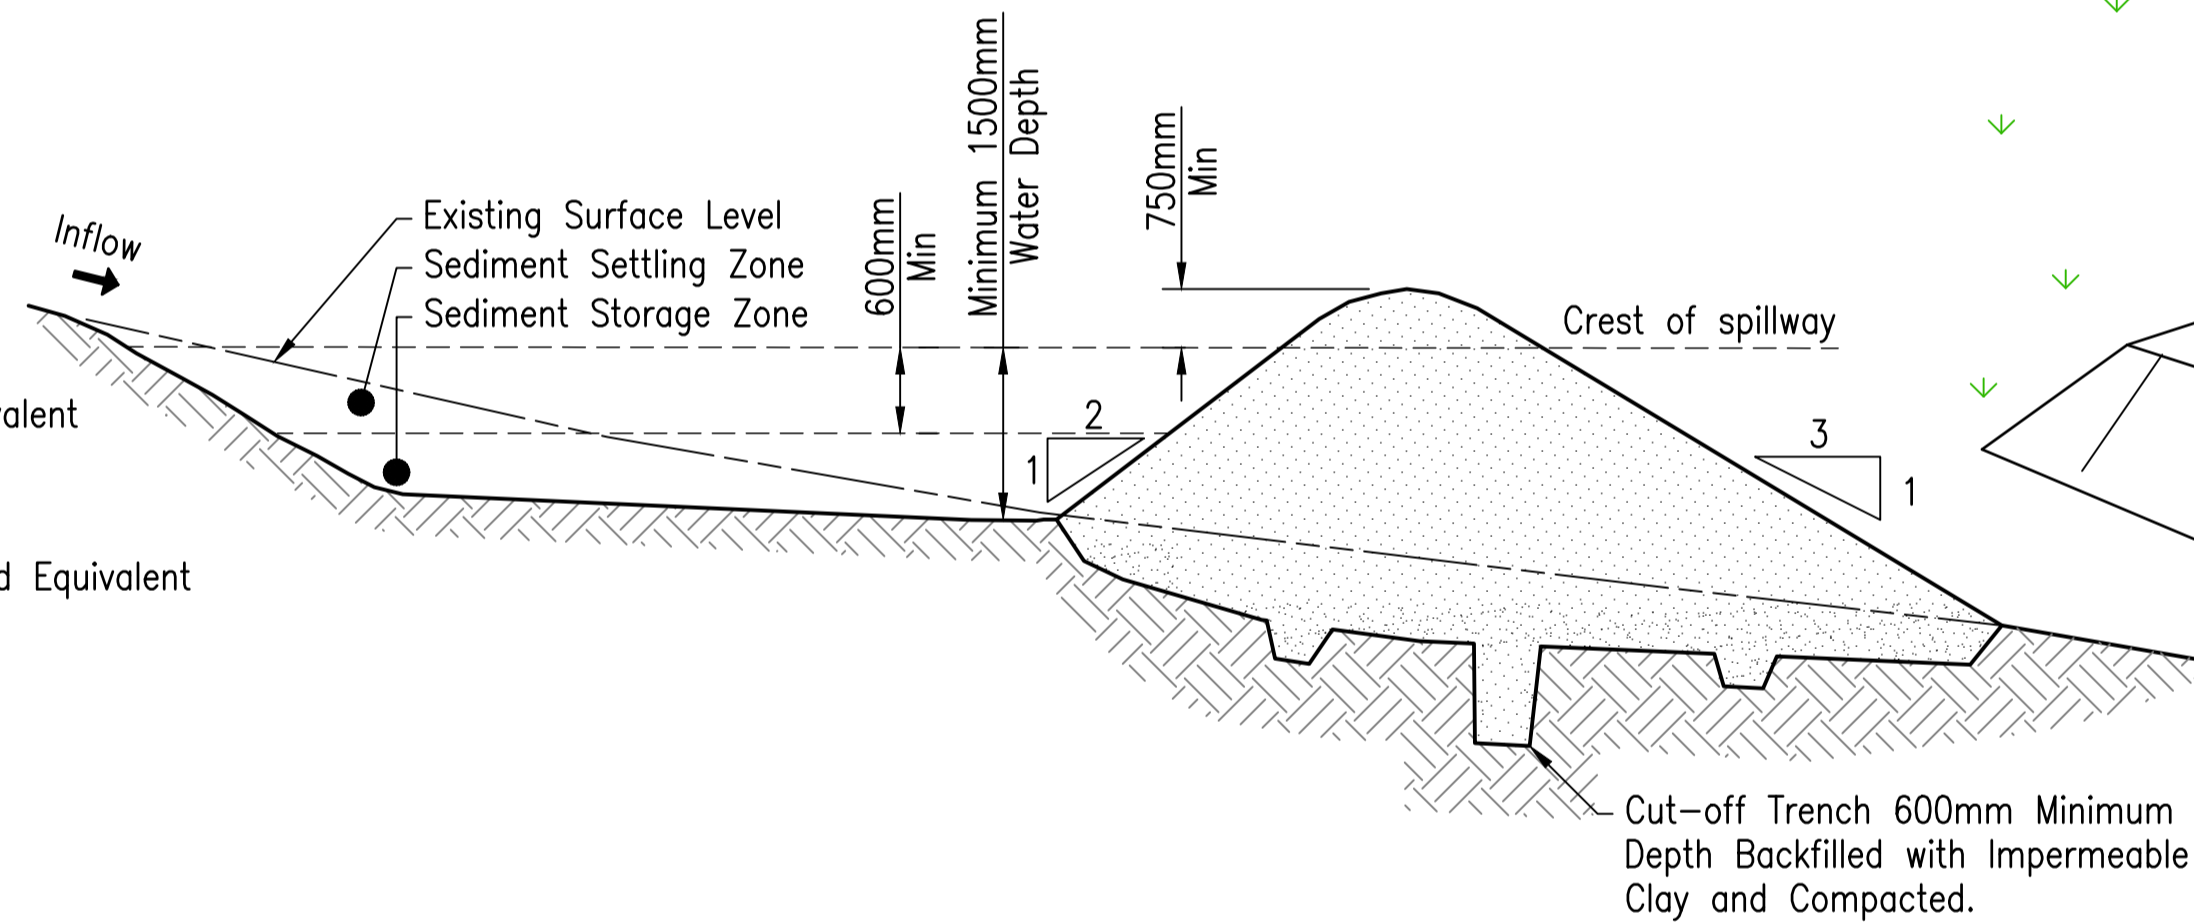 Inflow
Existing Surface Level
Sediment Settling Zone
Sediment Storage Zone
600mm
Min
Minimum 1500mm
Water Depth
750mm
Min
Crest of spillway
2
1
3
1
Equivalent
Cut-off Trench 600mm Minimum
Depth Backfilled with Impermeable
Clay and Compacted.